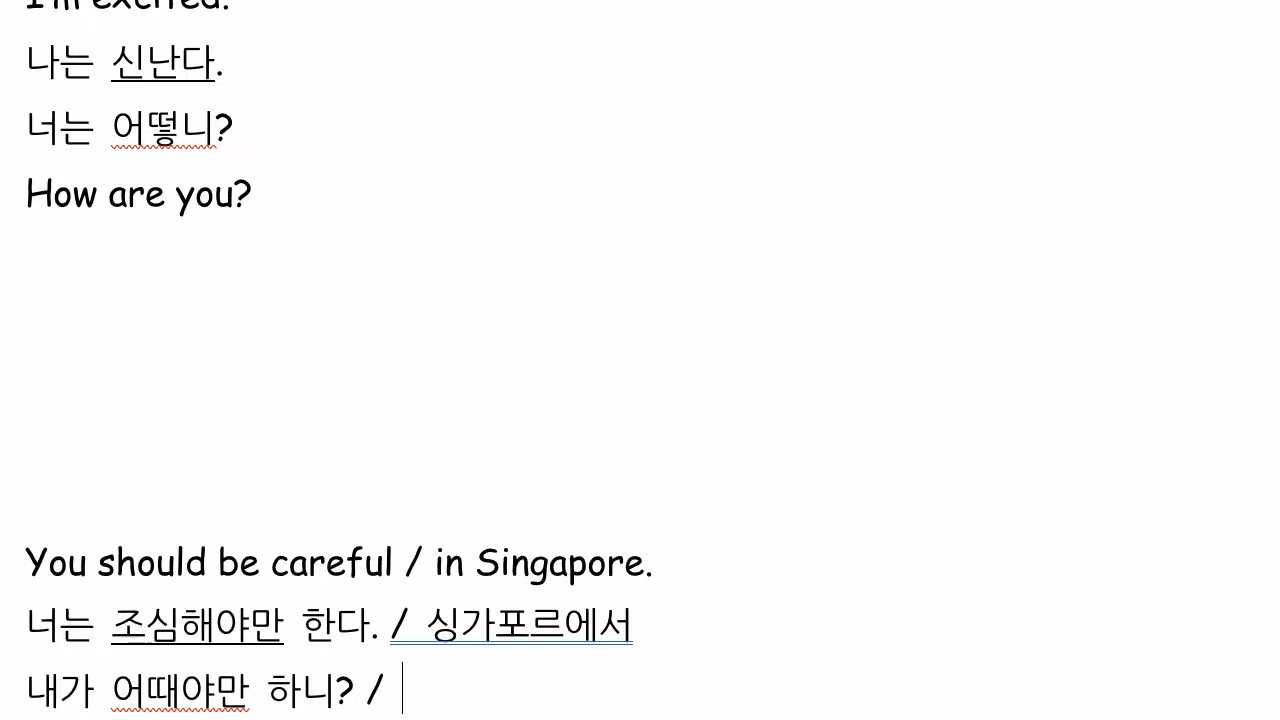 I'm excited.
나는 신난다.
너는 어떻니?
How are you?
You should be careful / in Singapore.
너는 조심해야만 한다. / 싱가포르에서
내가 어때야만 하니? /